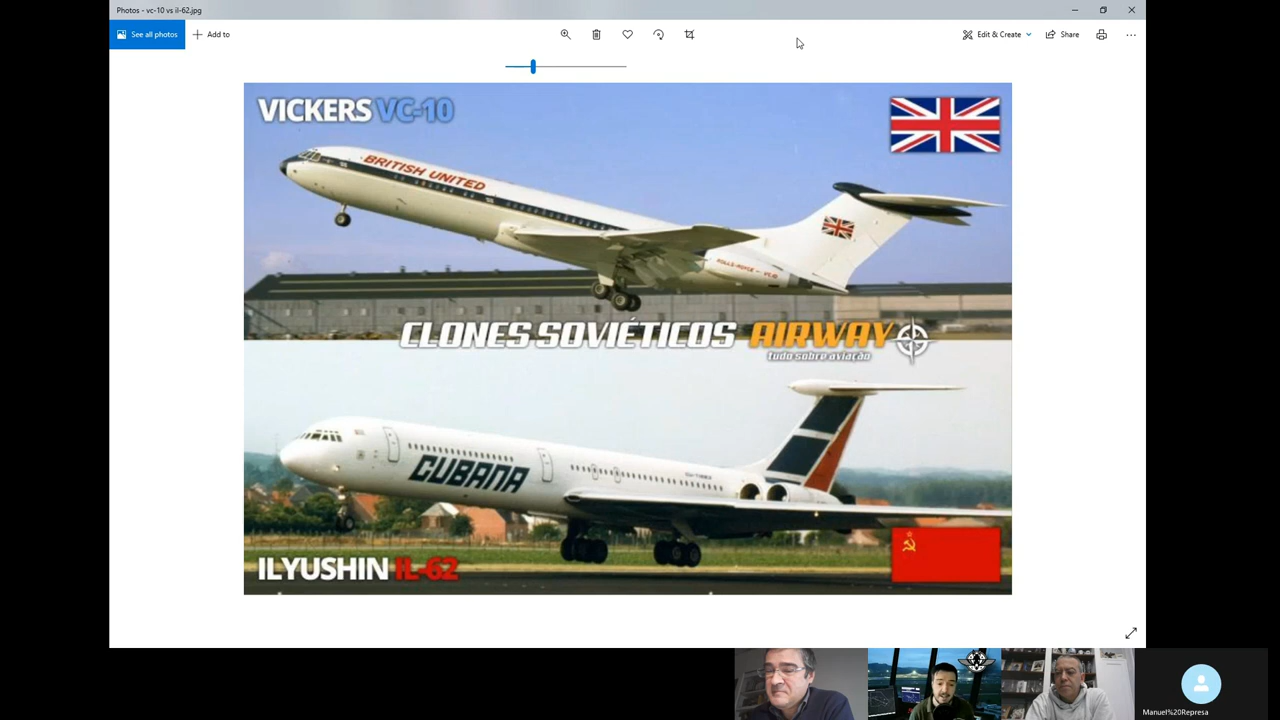 Photos - vc-10 vs il-62.jpg
See all photos
Add to
Edit & Create
Share
VICKERS VC-10
BRITISH UNITED
ROLLS-ROYCE
CLONES SOVIÉTICOS AIRWAY
tudo sobre aviação
CUBANA
ILYUSHIN IL-62
Manuel%20Represa